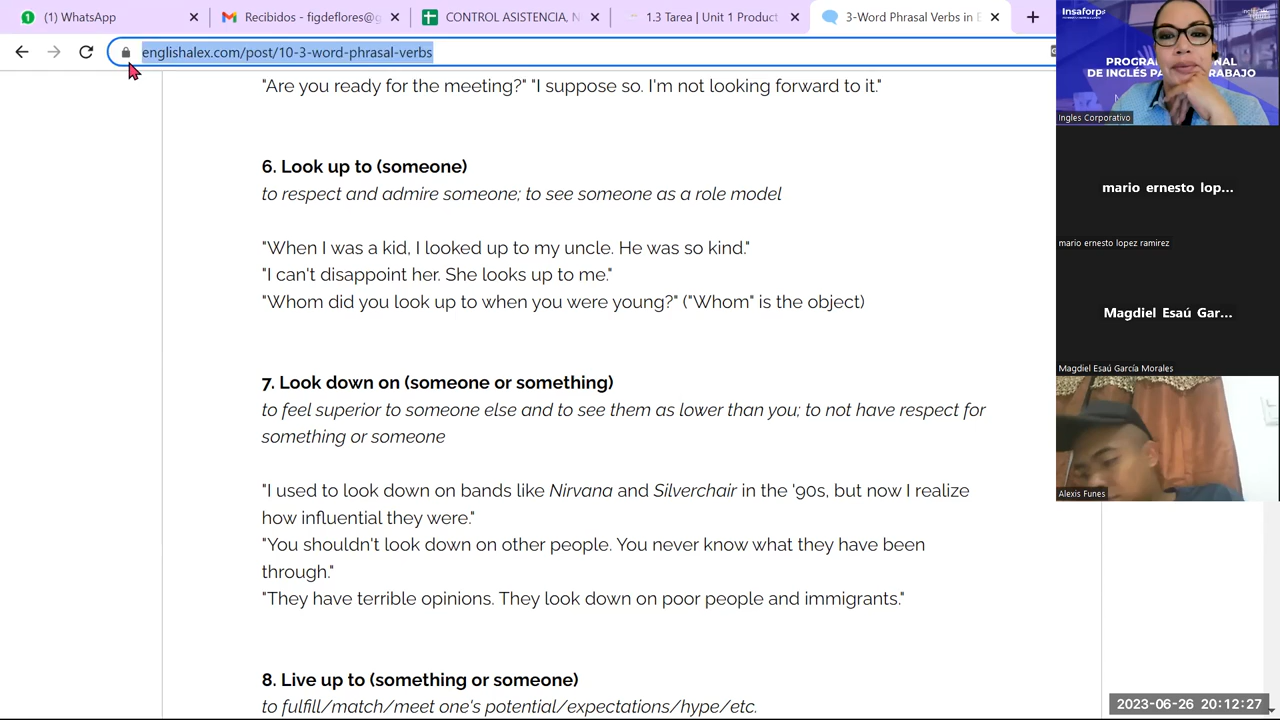 (1) WhatsApp
Recibidos - figdeflores@
CONTROL ASISTENCIA
1.3 Tarea | Unit 1 Product
3-Word Phrasal Verbs in E
englishalex.com/post/10-3-word-phrasal-verbs
"Are you ready for the meeting?" "I suppose so. I'm not looking forward to it."
6. Look up to (someone)
to respect and admire someone; to see someone as a role model
"When I was a kid, I looked up to my uncle. He was so kind."
"I can't disappoint her. She looks up to me."
"Whom did you look up to when you were young?" ("Whom" is the object)
7. Look down on (someone or something)
to feel superior to someone else and to see them as lower than you; to not have respect for
something or someone
"I used to look down on bands like Nirvana and Silverchair in the '90s, but now I realize
how influential they were."
"You shouldn't look down on other people. You never know what they have been
through."
"They have terrible opinions. They look down on poor people and immigrants."
8. Live up to (something or someone)
to fulfill/match/meet one's potential/expectations/hype/etc.
Insaforp
Ingles Corporativo
mario ernesto lop...
mario ernesto lopez ramirez
Magdiel Esaú Gar...
Magdiel Esaú García Morales
Alexis Funes
2023-06-26 20:12:27